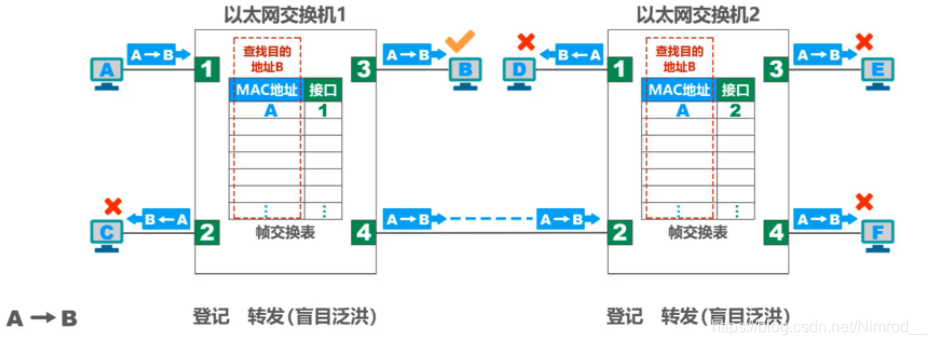 以太网交换机1
以太网交换机2
A→B
查找目的
地址B
A→B
B←A
查找目的
地址B
A→B
A
1
MAC地址
接口
3
B
D
1
MAC地址
接口
3
E
A
1
A
2
B←A
A→B
A→B
A→B
C
2
帧交换表
4
2
帧交换表
4
F
A→B
登记 转发(盲目泛洪)
登记 转发(盲目泛洪)
https://blog.csdn.net/Nimrod__